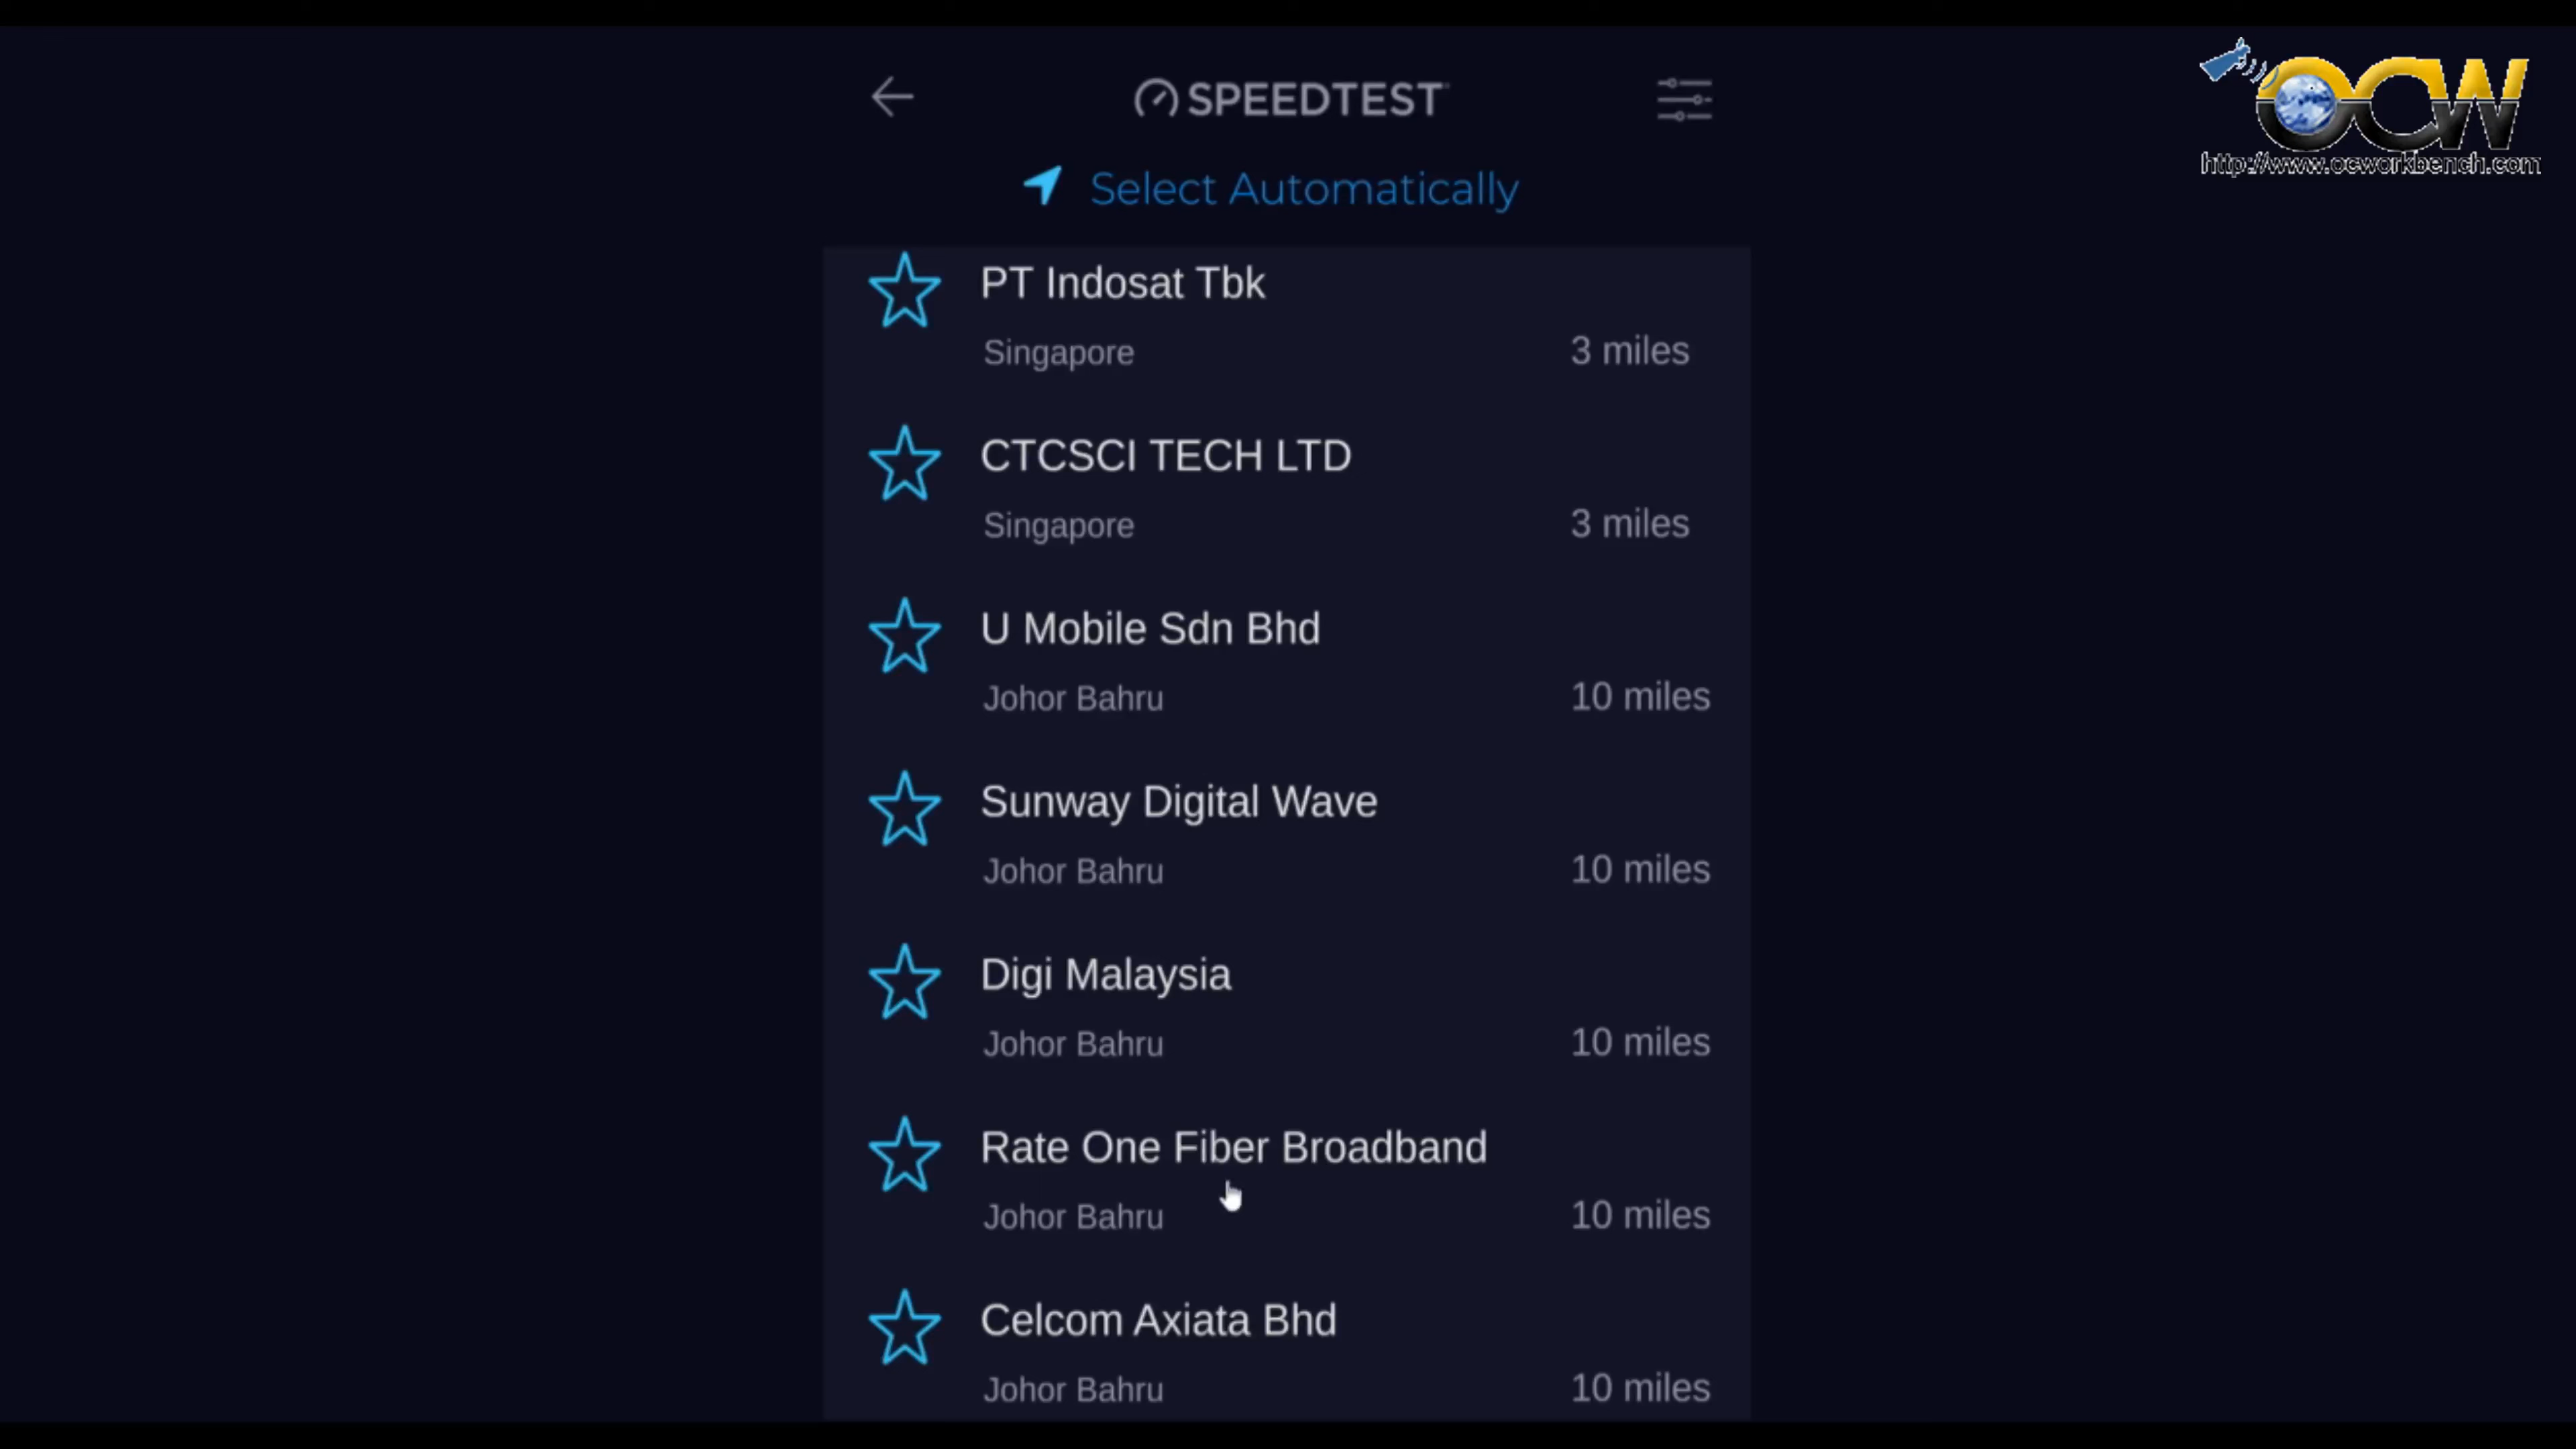 SPEEDTEST
OCW
http://www.ocworkbench.com
Select Automatically
PT Indosat Tbk
Singapore 3 miles
CTCSCI TECH LTD
Singapore 3 miles
U Mobile Sdn Bhd
Johor Bahru 10 miles
Sunway Digital Wave
Johor Bahru 10 miles
Digi Malaysia
Johor Bahru 10 miles
Rate One Fiber Broadband
Johor Bahru 10 miles
Celcom Axiata Bhd
Johor Bahru 10 miles